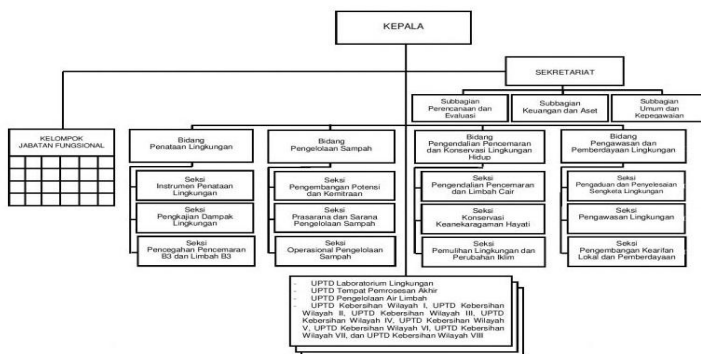 KEPALA
SEKRETARIAT
Subbagian
Perencanaan dan
Evaluasi
Subbagian
Keuangan dan Aset
Subbagian
Umum dan
Kepegawaian
KELOMPOK
JABATAN FUNGSIONAL
Bidang
Penataan Lingkungan
Seksi
Instrumen Penataan
Lingkungan
Seksi
Pengkajian Dampak
Lingkungan
Seksi
Pencegahan Pencemaran
B3 dan Limbah B3
Bidang
Pengelolaan Sampah
Seksi
Pengembangan Potensi
dan Kemitraan
Seksi
Prasarana dan Sarana
Pengelolaan Sampah
Seksi
Operasional Pengelolaan
Sampah
Bidang
Pengendalian Pencemaran
dan Konservasi Lingkungan
Hidup
Seksi
Pengendalian Pencemaran
dan Limbah Cair
Seksi
Konservasi
Keanekaragaman Hayati
Seksi
Pemulihan Lingkungan dan
Perubahan Iklim
Bidang
Pengawasan dan
Pemberdayaan Lingkungan
Seksi
Pengaduan dan Penyelesaian
Sengketa Lingkungan
Seksi
Pengawasan Lingkungan
Seksi
Pengembangan Kearifan
Lokal dan Pemberdayaan
- UPTD Laboratorium Lingkungan
- UPTD Tempat Pemrosesan Akhir
- UPTD Pengelolaan Air Limbah
- UPTD Kebersihan Wilayah I, UPTD Kebersihan
Wilayah II, UPTD Kebersihan Wilayah III, UPTD
Kebersihan Wilayah IV, UPTD Kebersihan Wilayah
V, UPTD Kebersihan Wilayah VI, UPTD Kebersihan
Wilayah VII, dan UPTD Kebersihan Wilayah VIII